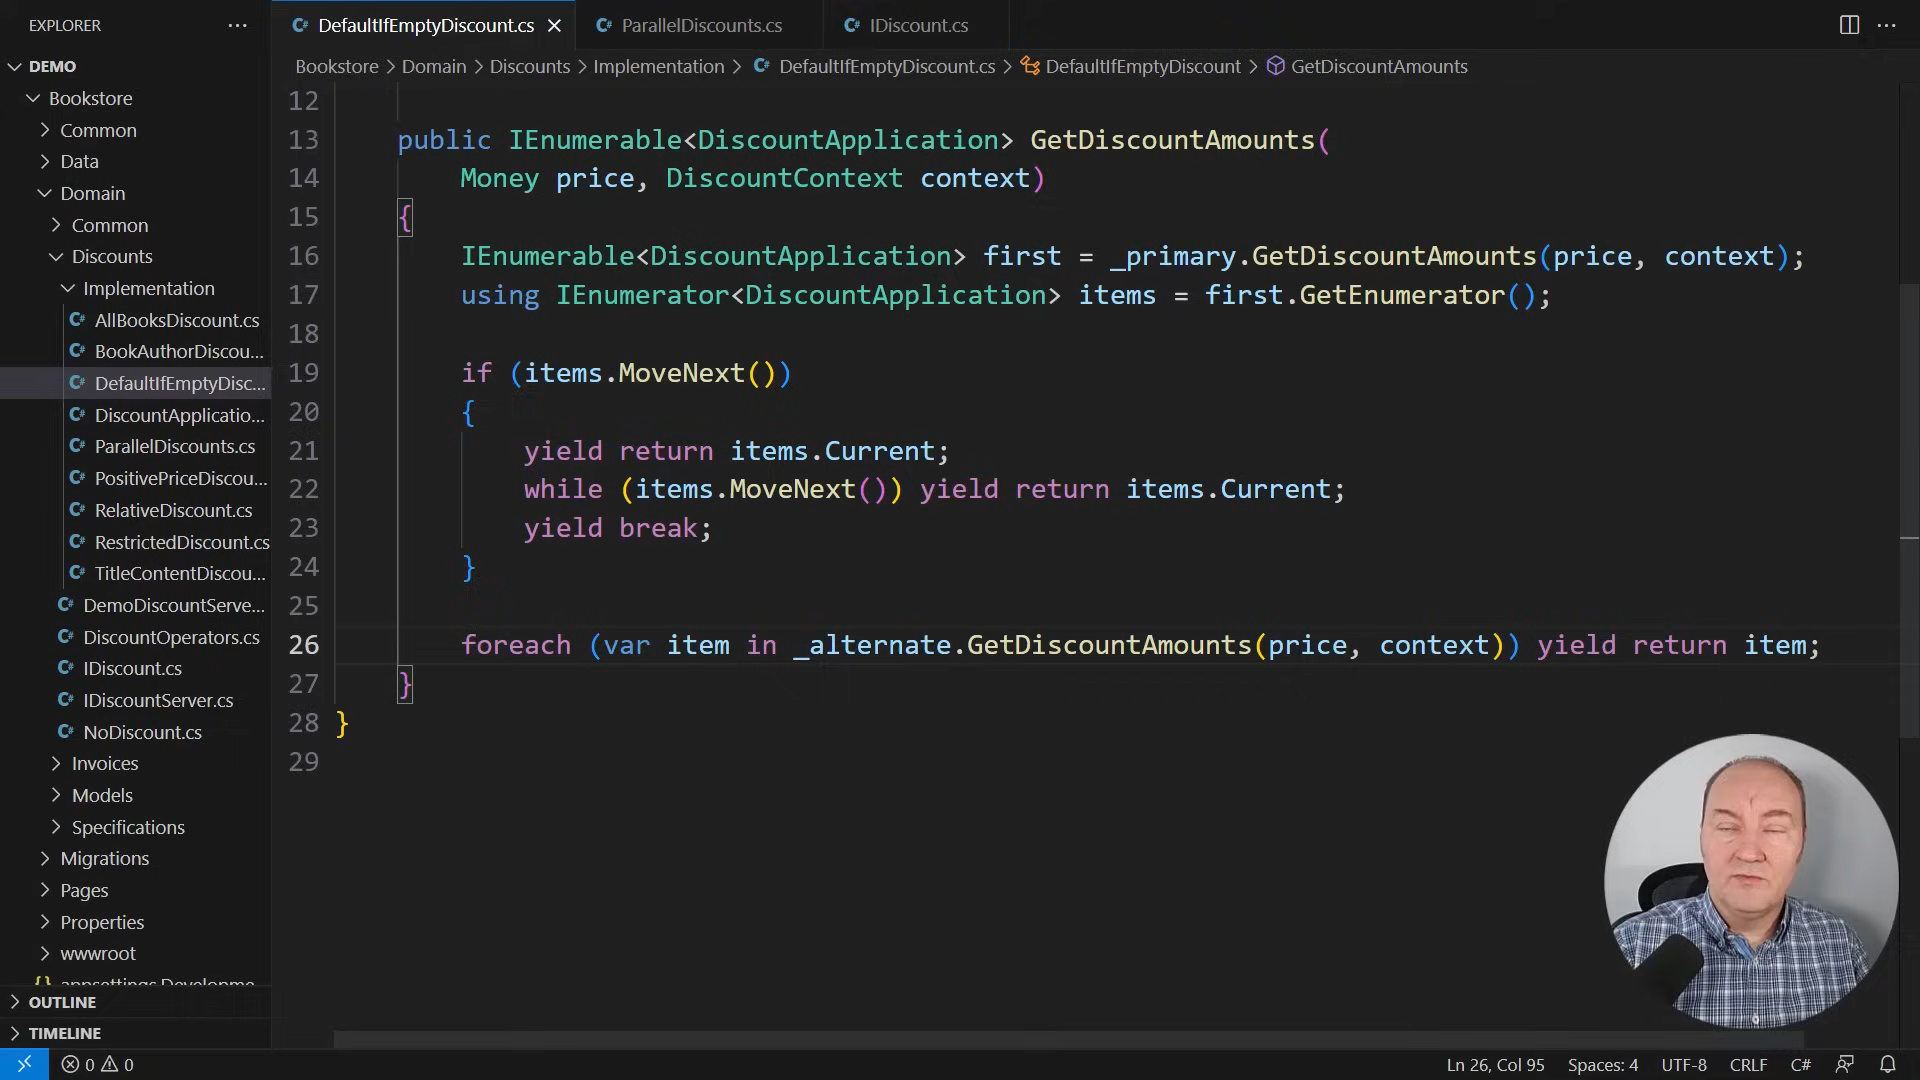 EXPLORER
DEMO
Bookstore
Common
Data
Domain
Common
Discounts
Implementation
AllBooksDiscount.cs
BookAuthorDiscou...
DefaultIfEmptyDisc...
DiscountApplicatio...
ParallelDiscounts.cs
PositivePriceDiscou...
RelativeDiscount.cs
RestrictedDiscount.cs
TitleContentDiscou...
DemoDiscountServe...
DiscountOperators.cs
IDiscount.cs
IDiscountServer.cs
NoDiscount.cs
Invoices
Models
Specifications
Migrations
Pages
Properties
wwwroot
{} appsettings.Developme...
OUTLINE
TIMELINE
DefaultIfEmptyDiscount.cs ParallelDiscounts.cs IDiscount.cs
Bookstore > Domain > Discounts > Implementation > DefaultIfEmptyDiscount.cs > DefaultIfEmptyDiscount > GetDiscountAmounts
12
13 public IEnumerable<DiscountApplication> GetDiscountAmounts(
14 Money price, DiscountContext context)
15 {
16 IEnumerable<DiscountApplication> first = _primary.GetDiscountAmounts(price, context);
17 using IEnumerator<DiscountApplication> items = first.GetEnumerator();
18
19 if (items.MoveNext())
20 {
21 yield return items.Current;
22 while (items.MoveNext()) yield return items.Current;
23 yield break;
24 }
25
26 foreach (var item in _alternate.GetDiscountAmounts(price, context)) yield return item;
27 }
28 }
29
0 0 Ln 26, Col 95 Spaces: 4 UTF-8 CRLF C#